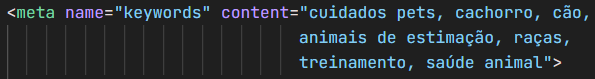 <meta name="keywords" content="cuidados pets, cachorro, cão,
animais de estimação, raças,
treinamento, saúde animal">